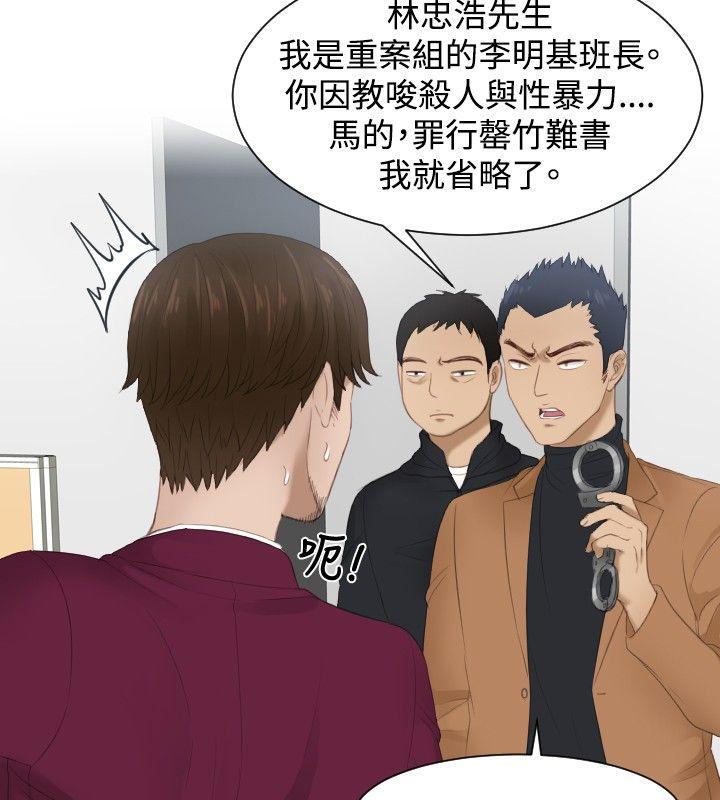 林忠浩先生
我是重案組的李明基班長。
你因教唆殺人與性暴力....
馬的,罪行罄竹難書
我就省略了。
呃!